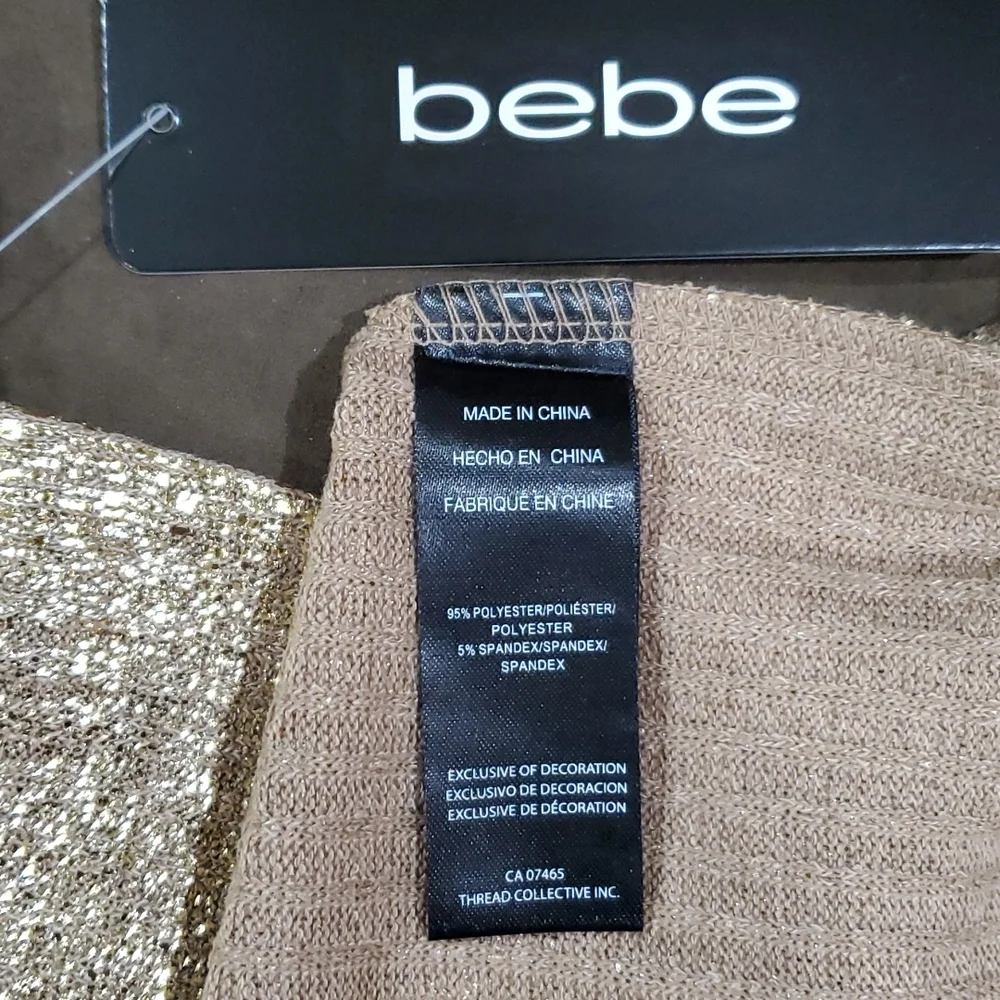 bebe
MADE IN CHINA
HECHO EN CHINA
FABRIQUÉ EN CHINE
95% POLYESTER/POLIÉSTER/
POLYESTER
5% SPANDEX/SPANDEX/
SPANDEX
EXCLUSIVE OF DECORATION
EXCLUSIVO DE DECORACION
EXCLUSIVE DE DÉCORATION
CA 07465
THREAD COLLECTIVE INC.